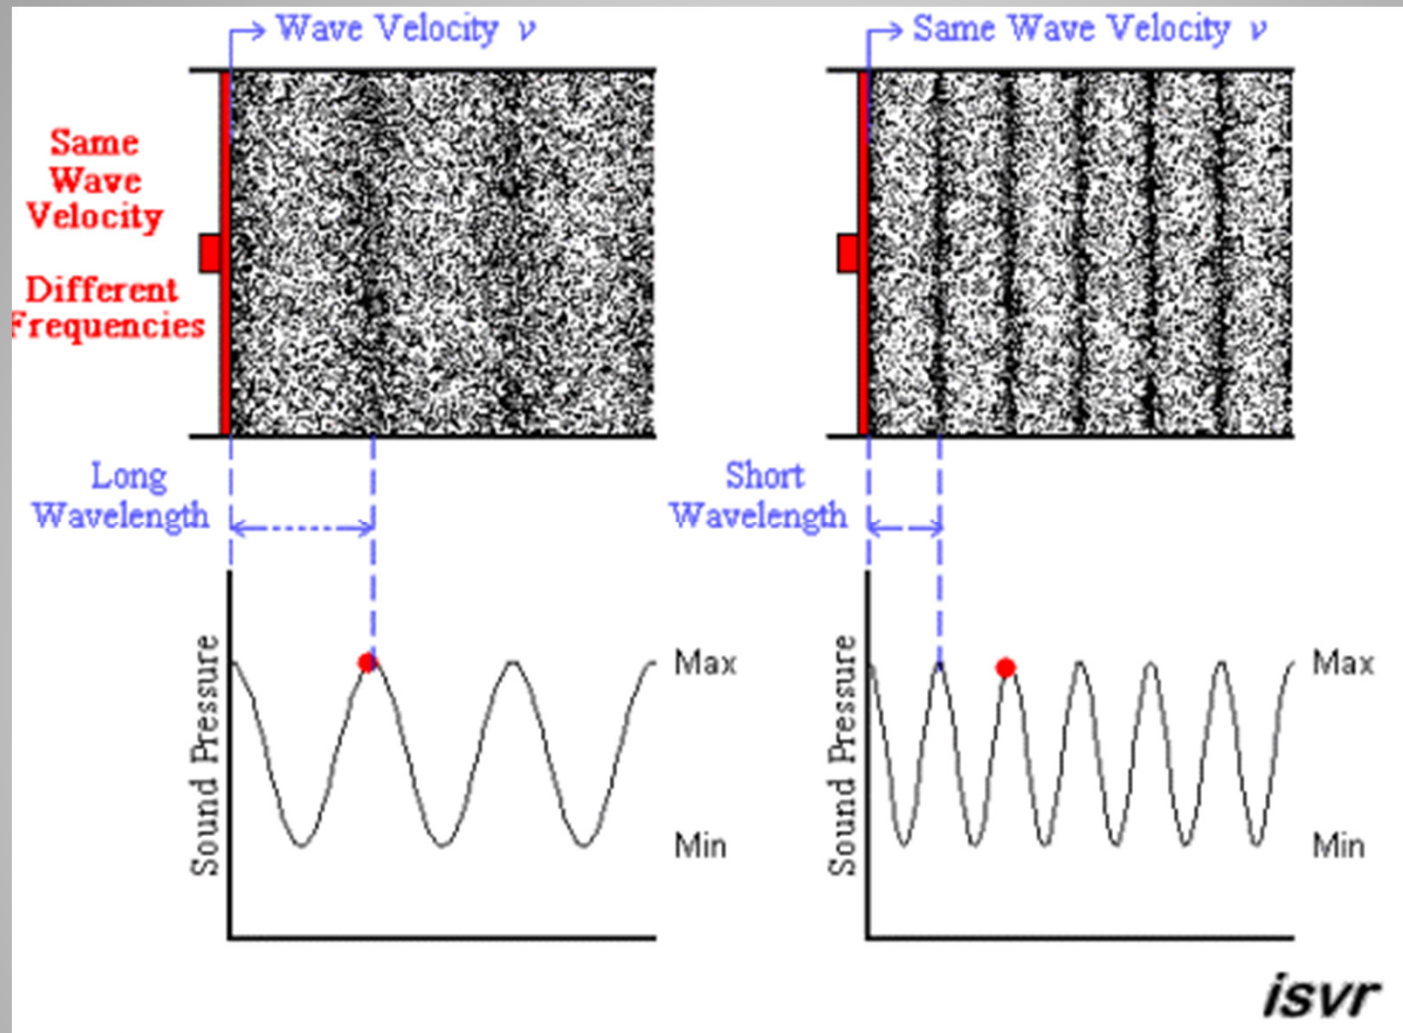 Wave Velocity v
Same Wave Velocity v
Same
Wave
Velocity
Different
Frequencies
Long
Wavelength
Short
Wavelength
Sound Pressure
Max
Min
Sound Pressure
Max
Min
isvr